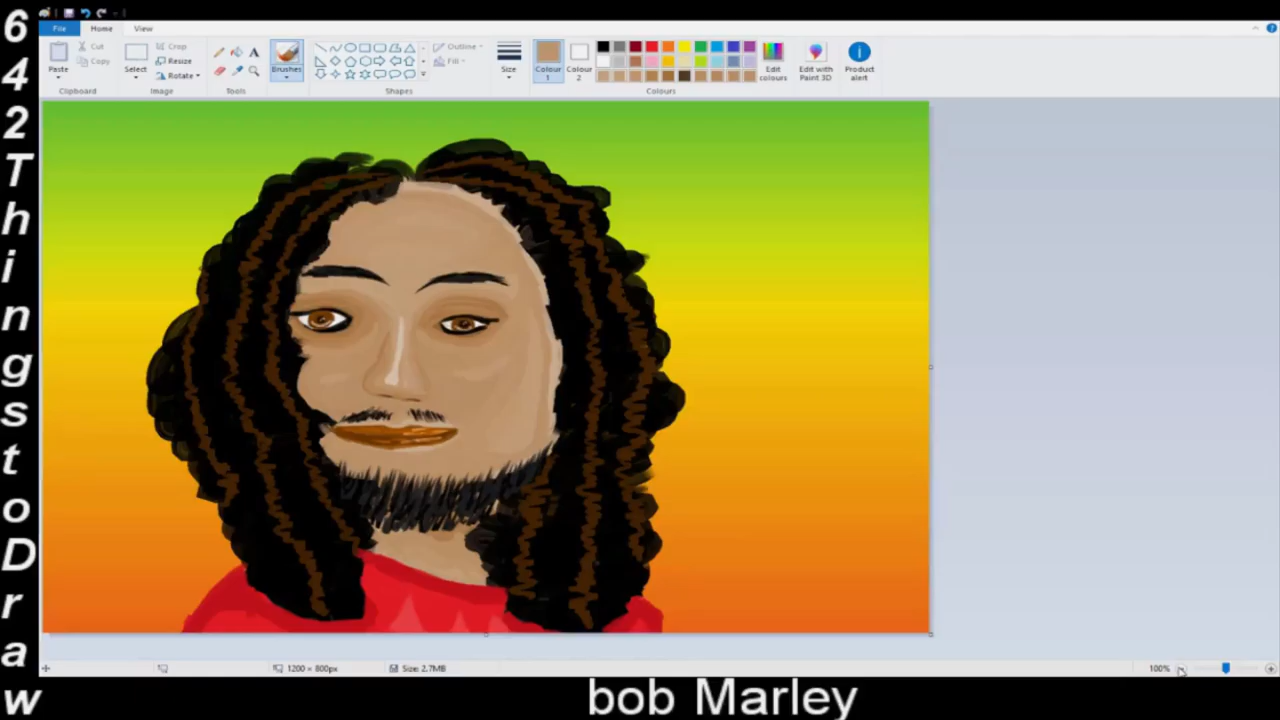 642ThingstoDraw
File Home View
Paste
Cut
Copy
Clipboard
Select
Crop
Resize
Rotate
Image
Tools
Brushes
Outline
Fill
Shapes
Size
Colour 1
Colour 2
Edit colours
Colours
Edit with Paint 3D
Product alert
1200 × 800px
Size: 2.7MB
100%
bob Marley